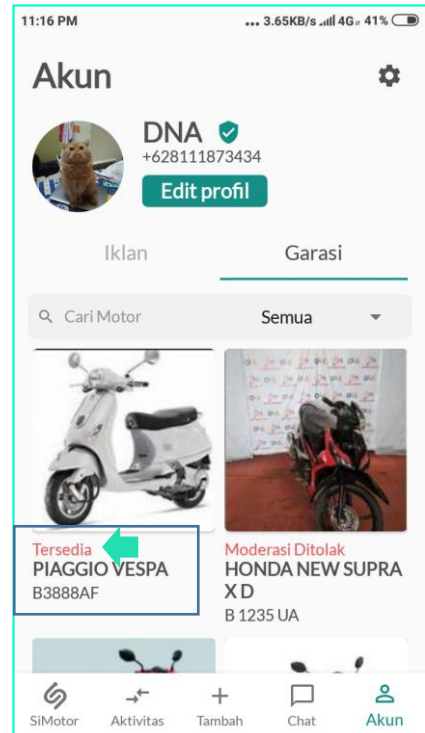 11:16 PM ... 3.65KB/s 4G 41%
Akun
DNA
+628111873434
Edit profil
Iklan Garasi
Cari Motor Semua
Tersedia
PIAGGIO VESPA
B3888AF
Moderasi Ditolak
HONDA NEW SUPRA
X D
B 1235 UA
SiMotor Aktivitas Tambah Chat Akun